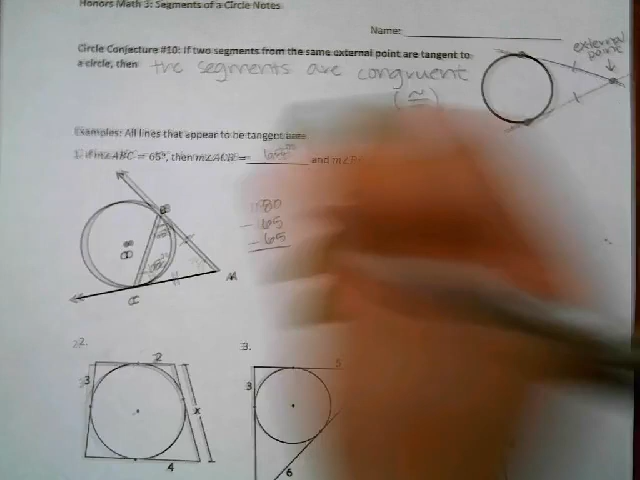 Honors Math 3: Segments of a Circle Notes
Name:
Circle Conjecture #10: If two segments from the same external point are tangent to
a circle, then the segments are congruent
(≅)
external
point
Examples: All lines that appear to be tangent are.
1. If m∠ABC = 65°, then m∠ACB = 65° and m∠
B
180
- 65
- 65
A
C
2.
2
3
x
4
3.
5
3
6